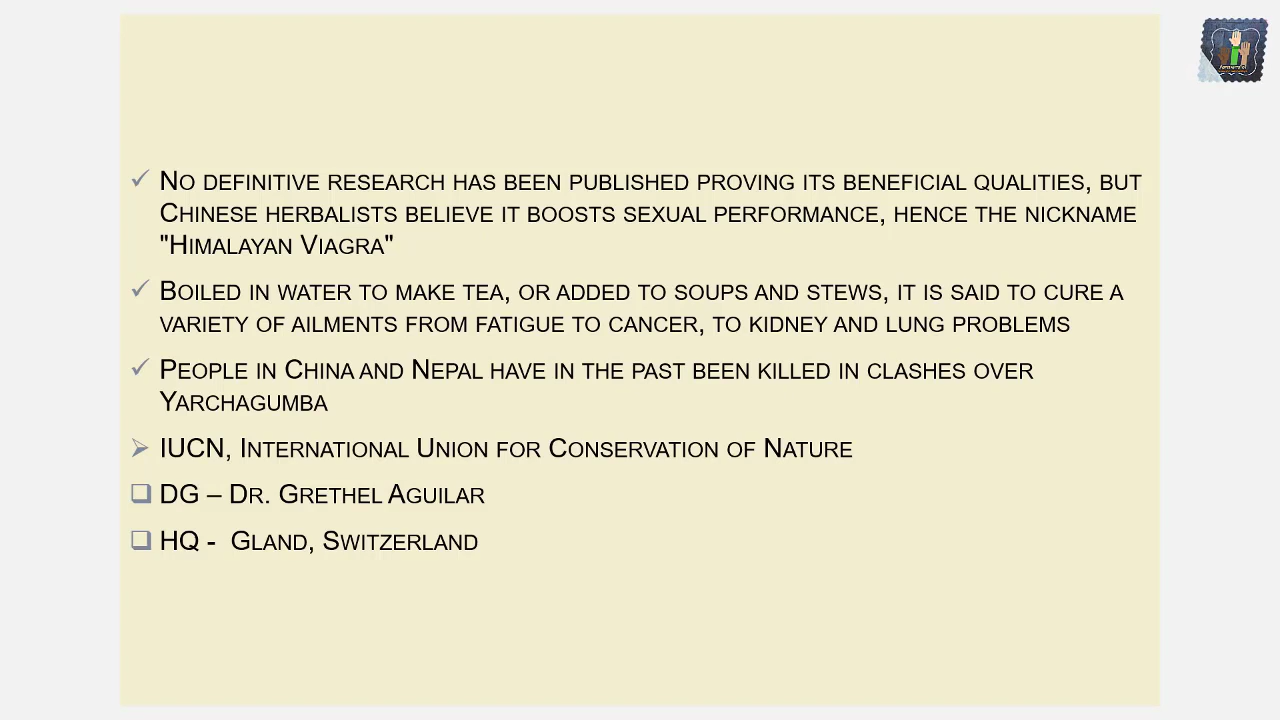 No definitive research has been published proving its beneficial qualities, but
Chinese herbalists believe it boosts sexual performance, hence the nickname
"Himalayan Viagra"
Boiled in water to make tea, or added to soups and stews, it is said to cure a
variety of ailments from fatigue to cancer, to kidney and lung problems
People in China and Nepal have in the past been killed in clashes over
Yarchagumba
IUCN, International Union for Conservation of Nature
DG – Dr. Grethel Aguilar
HQ - Gland, Switzerland